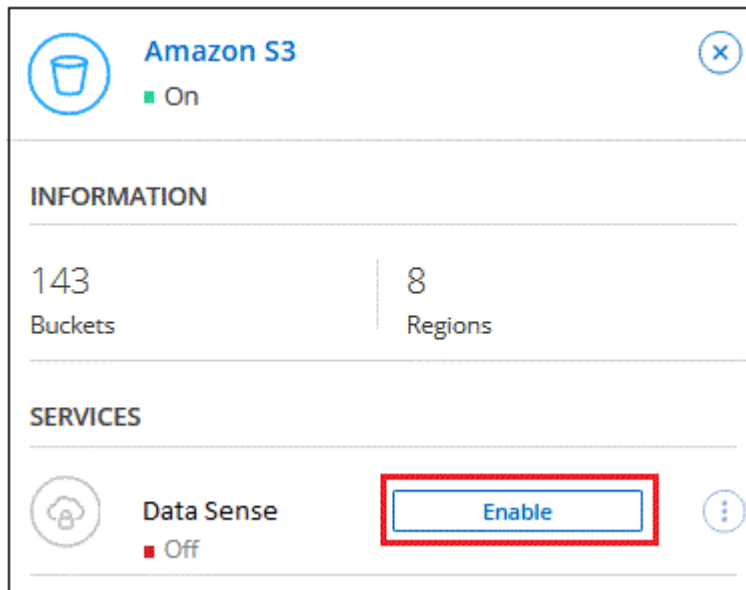 Amazon S3
On
INFORMATION
143 8
Buckets Regions
SERVICES
Data Sense Enable
Off